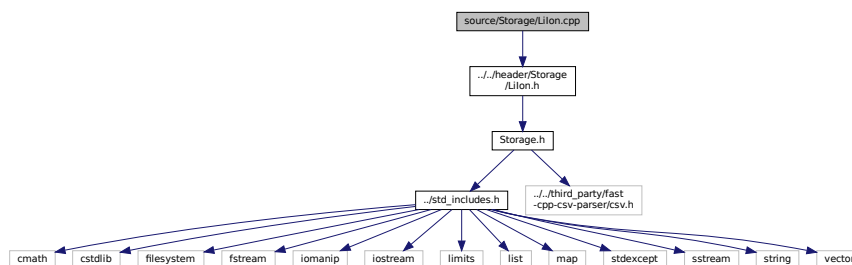 source/Storage/LiIon.cpp
../../header/Storage
/LiIon.h
Storage.h
../std_includes.h
../../third_party/fast
-cpp-csv-parser/csv.h
cmath
cstdlib
filesystem
fstream
iomanip
iostream
limits
list
map
stdexcept
sstream
string
vector